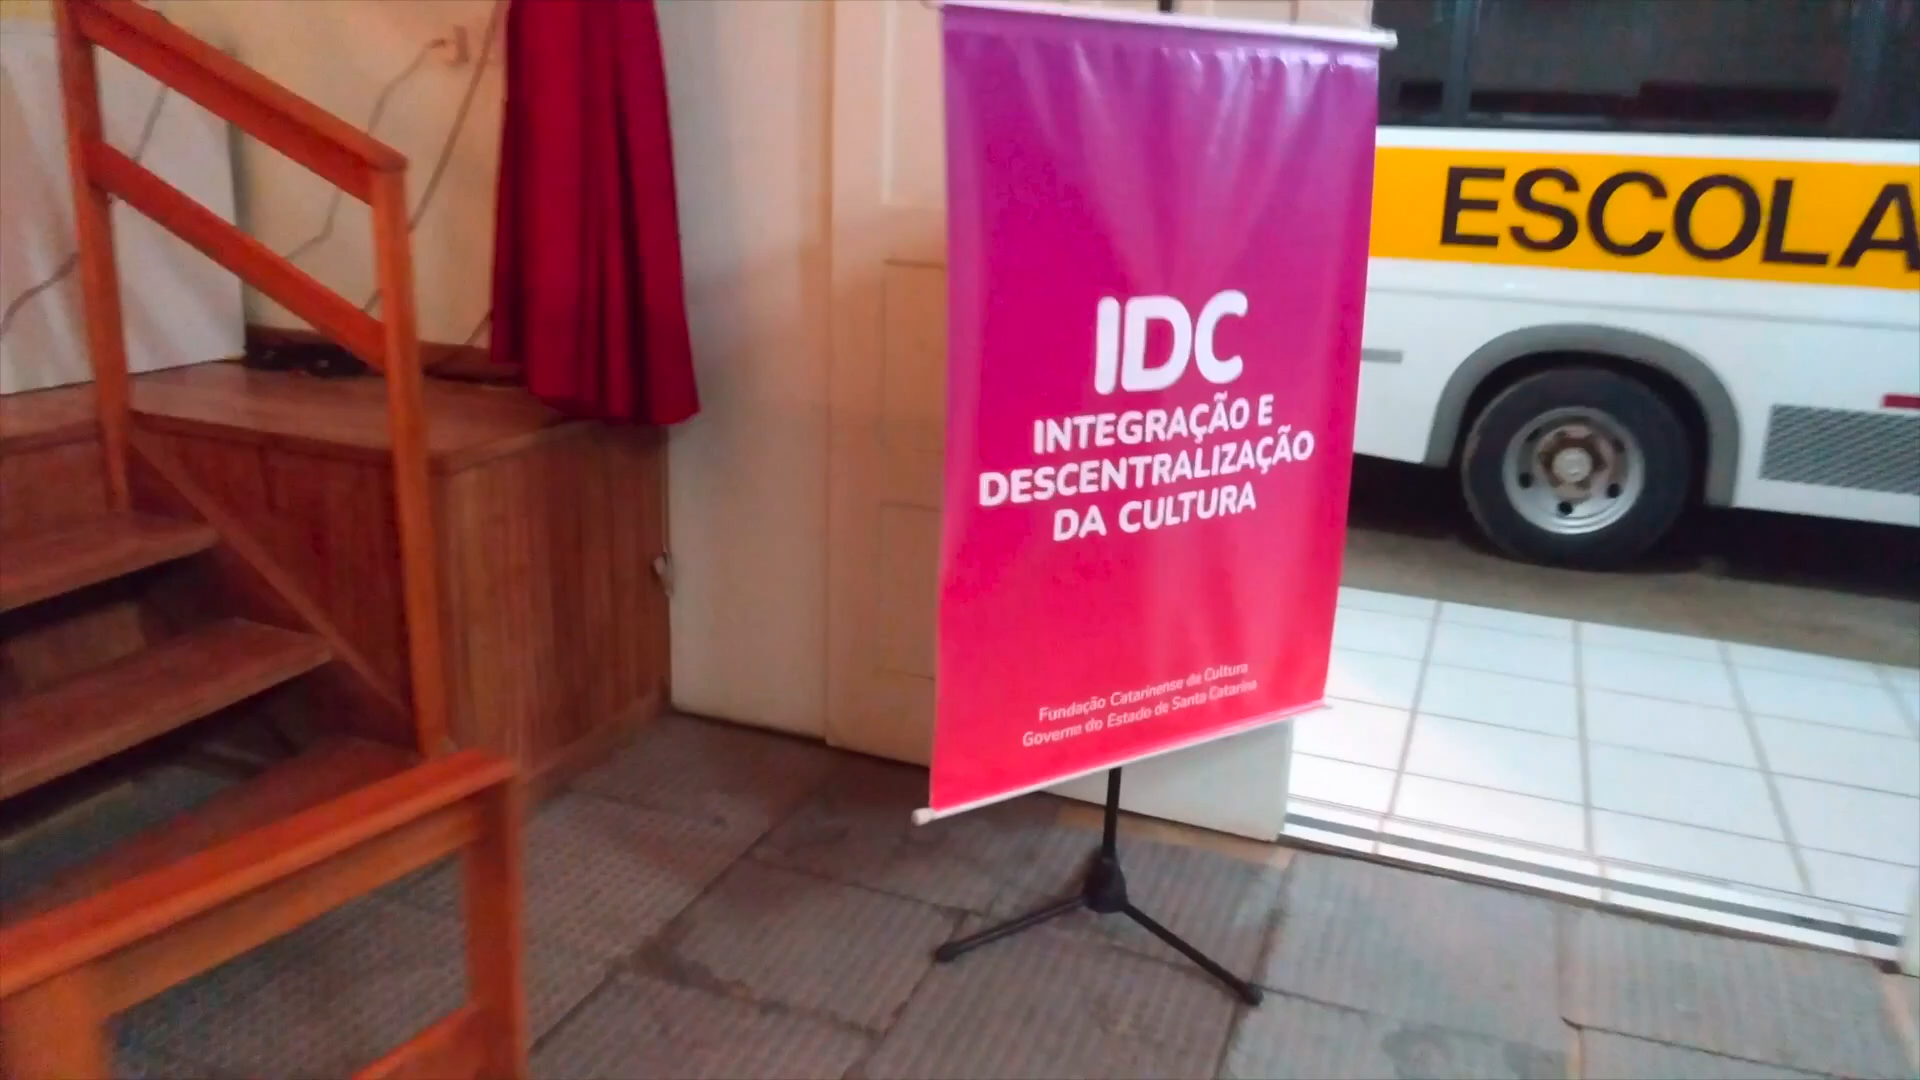 IDC
INTEGRAÇÃO E
DESCENTRALIZAÇÃO
DA CULTURA
Fundação Catarinense de Cultura
Governo do Estado de Santa Catarina
ESCOLA